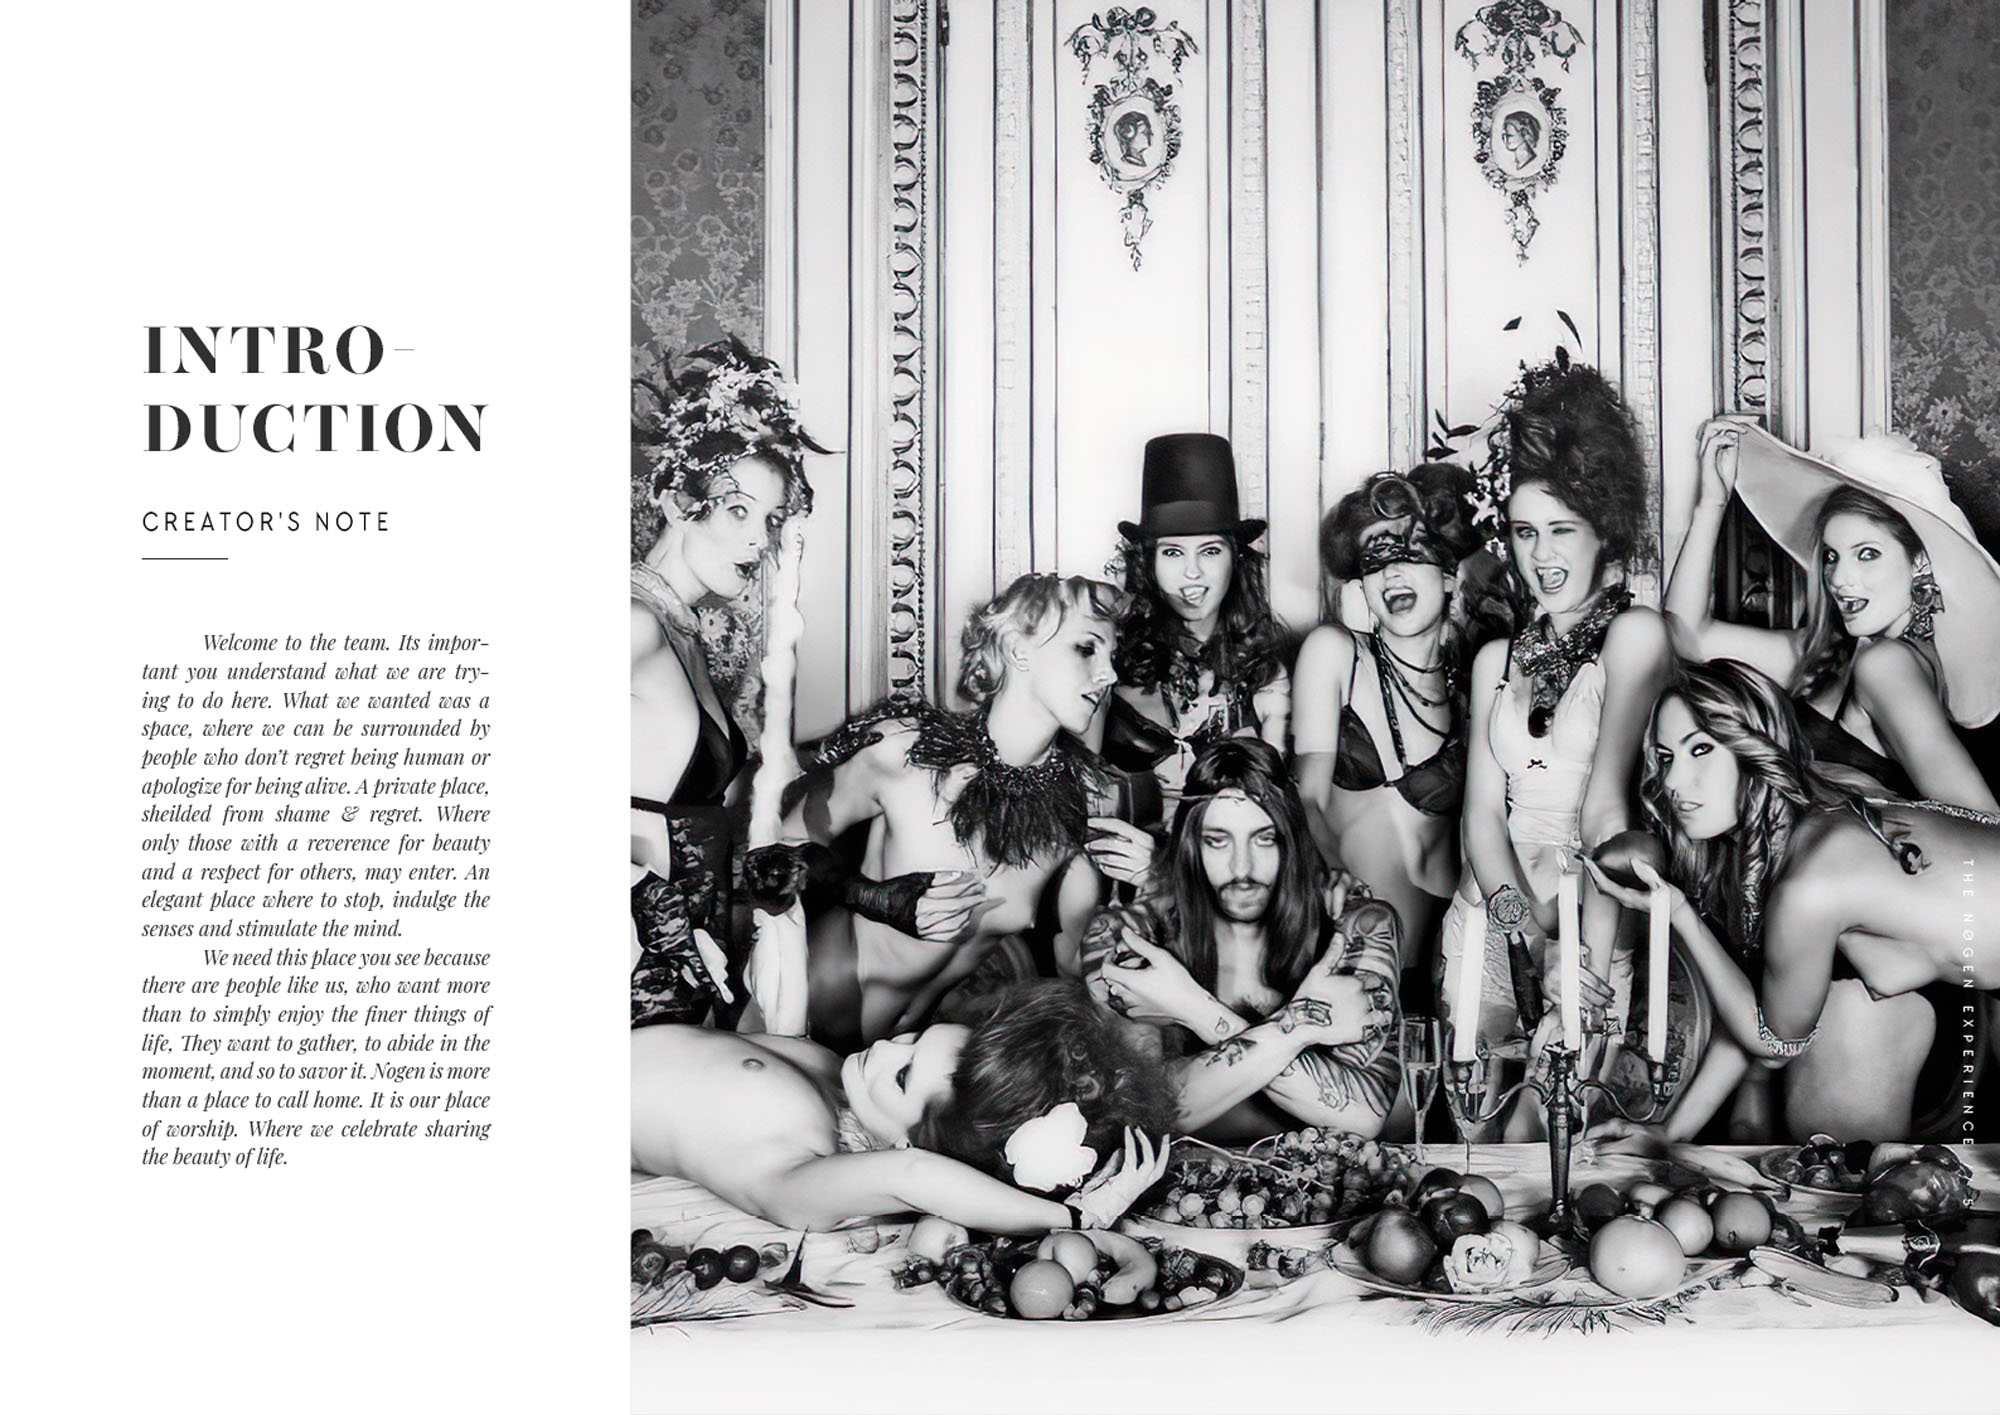 INTRO-
DUCTION
CREATOR'S NOTE
Welcome to the team. Its impor-
tant you understand what we are try-
ing to do here. What we wanted was a
space, where we can be surrounded by
people who don't regret being human or
apologize for being alive. A private place,
sheilded from shame & regret. Where
only those with a reverence for beauty
and a respect for others, may enter. An
elegant place where to stop, indulge the
senses and stimulate the mind.
We need this place you see because
there are people like us, who want more
than to simply enjoy the finer things of
life, They want to gather, to abide in the
moment, and so to savor it. Nogen is more
than a place to call home. It is our place
of worship. Where we celebrate sharing
the beauty of life.
THE NØGEN EXPERIENCE / 5